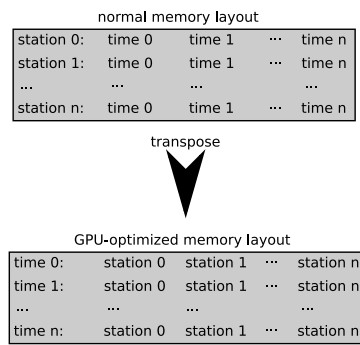 normal memory layout
station 0: time 0 time 1 ... time n
station 1: time 0 time 1 ... time n
... ... ... ...
station n: time 0 time 1 ... time n
transpose
GPU-optimized memory layout
time 0: station 0 station 1 ... station n
time 1: station 0 station 1 ... station n
... ... ... ...
time n: station 0 station 1 ... station n